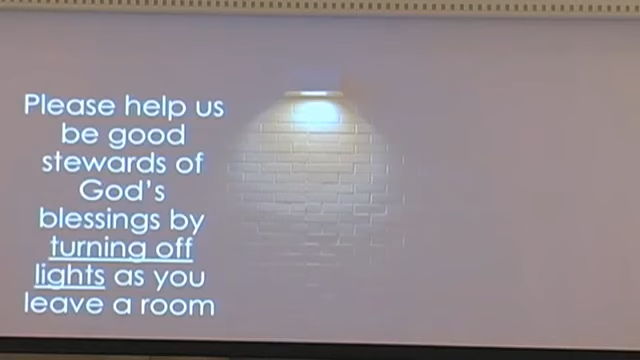 Please help us
be good
stewards of
God's
blessings by
turning off
lights as you
leave a room